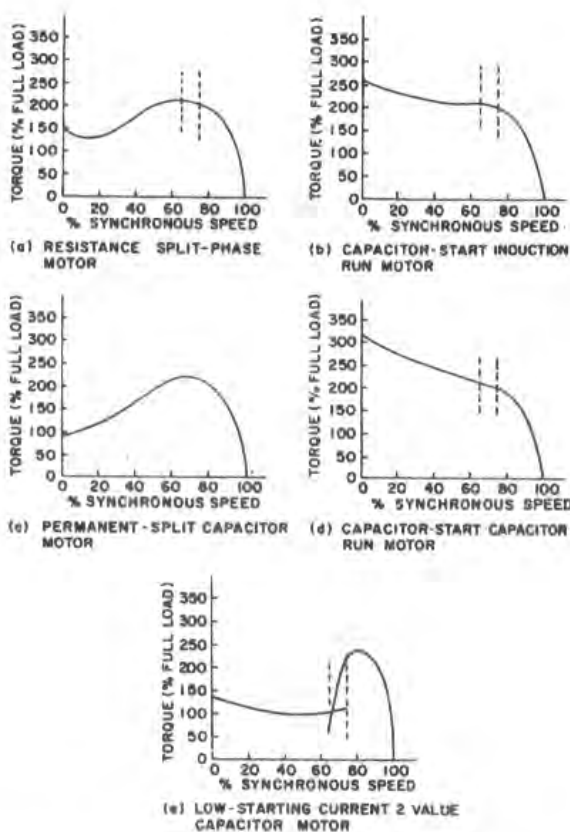 TORQUE (% FULL LOAD)
350
300
250
200
150
100
50
0
0 20 40 60 80 100
% SYNCHRONOUS SPEED
(a) RESISTANCE SPLIT-PHASE
MOTOR
TORQUE (% FULL LOAD)
350
300
250
200
150
100
50
0
0 20 40 60 80 100
% SYNCHRONOUS SPEED
(b) CAPACITOR-START INDUCTION
RUN MOTOR
TORQUE (% FULL LOAD)
350
300
250
200
150
100
50
0
0 20 40 60 80 100
% SYNCHRONOUS SPEED
(c) PERMANENT-SPLIT CAPACITOR
MOTOR
TORQUE (% FULL LOAD)
350
300
250
200
150
100
50
0
0 20 40 60 80 100
% SYNCHRONOUS SPEED
(d) CAPACITOR-START CAPACITOR
RUN MOTOR
TORQUE (% FULL LOAD)
350
300
250
200
150
100
50
0
0 20 40 60 80 100
% SYNCHRONOUS SPEED
(e) LOW-STARTING CURRENT 2 VALUE
CAPACITOR MOTOR